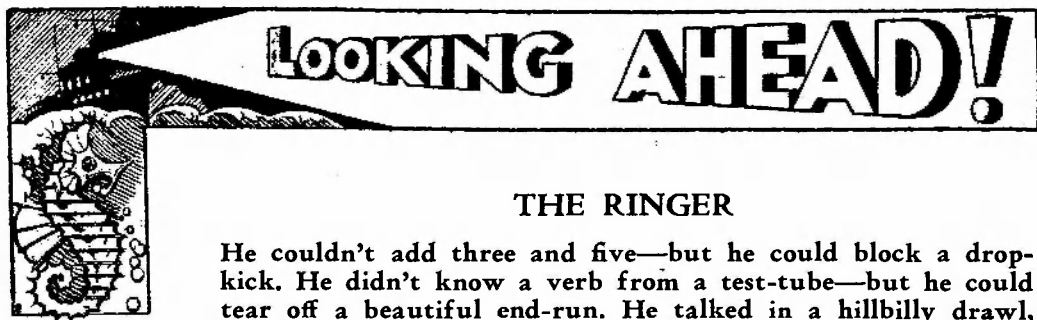 LOOKING AHEAD!
THE RINGER
He couldn't add three and five—but he could block a drop-
kick. He didn't know a verb from a test-tube—but he could
tear off a beautiful end-run. He talked in a hillbilly drawl,